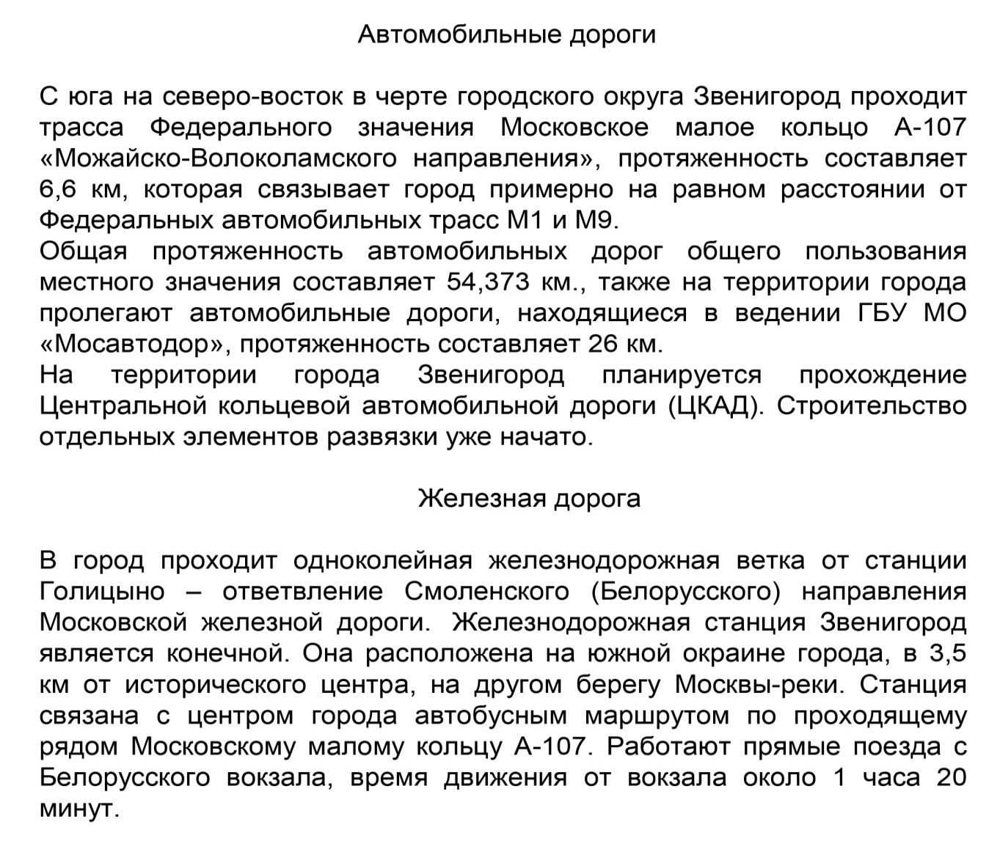 Автомобильные дороги
С юга на северо-восток в черте городского округа Звенигород проходит
трасса Федерального значения Московское малое кольцо А-107
«Можайско-Волоколамского направления», протяженность составляет
6,6 км, которая связывает город примерно на равном расстоянии от
Федеральных автомобильных трасс М1 и М9.
Общая протяженность автомобильных дорог общего пользования
местного значения составляет 54,373 км., также на территории города
пролегают автомобильные дороги, находящиеся в ведении ГБУ МО
«Мосавтодор», протяженность составляет 26 км.
На территории города Звенигород планируется прохождение
Центральной кольцевой автомобильной дороги (ЦКАД). Строительство
отдельных элементов развязки уже начато.
Железная дорога
В город проходит одноколейная железнодорожная ветка от станции
Голицыно – ответвление Смоленского (Белорусского) направления
Московской железной дороги. Железнодорожная станция Звенигород
является конечной. Она расположена на южной окраине города, в 3,5
км от исторического центра, на другом берегу Москвы-реки. Станция
связана с центром города автобусным маршрутом по проходящему
рядом Московскому малому кольцу А-107. Работают прямые поезда с
Белорусского вокзала, время движения от вокзала около 1 часа 20
минут.